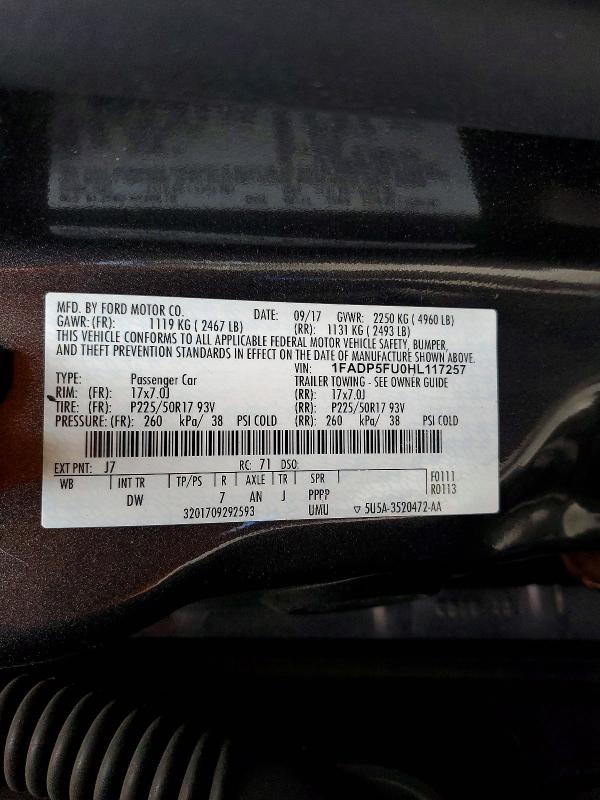 MFD. BY FORD MOTOR CO. DATE: 09/17 GVWR: 2250 KG ( 4960 LB)
GAWR: (FR): 1119 KG ( 2467 LB) (RR): 1131 KG ( 2493 LB)
THIS VEHICLE CONFORMS TO ALL APPLICABLE FEDERAL MOTOR VEHICLE SAFETY, BUMPER,
AND THEFT PREVENTION STANDARDS IN EFFECT ON THE DATE OF MANUFACTURE SHOWN ABOVE.
VIN: 1FADP5FU0HL117257
TYPE: Passenger Car TRAILER TOWING - SEE OWNER GUIDE
RIM: (FR): 17x7.0J (RR): 17x7.0J
TIRE: (FR): P225/50R17 93V (RR): P225/50R17 93V
PRESSURE: (FR): 260 kPa/ 38 PSI COLD (RR): 260 kPa/ 38 PSI COLD
EXT PNT: J7 RC: 71 DSO:
WB INT TR TP/PS R AXLE TR SPR F0111
DW 7 AN J PPPP R0113
3201709292593 UMU ▽ 5U5A-3520472-AA